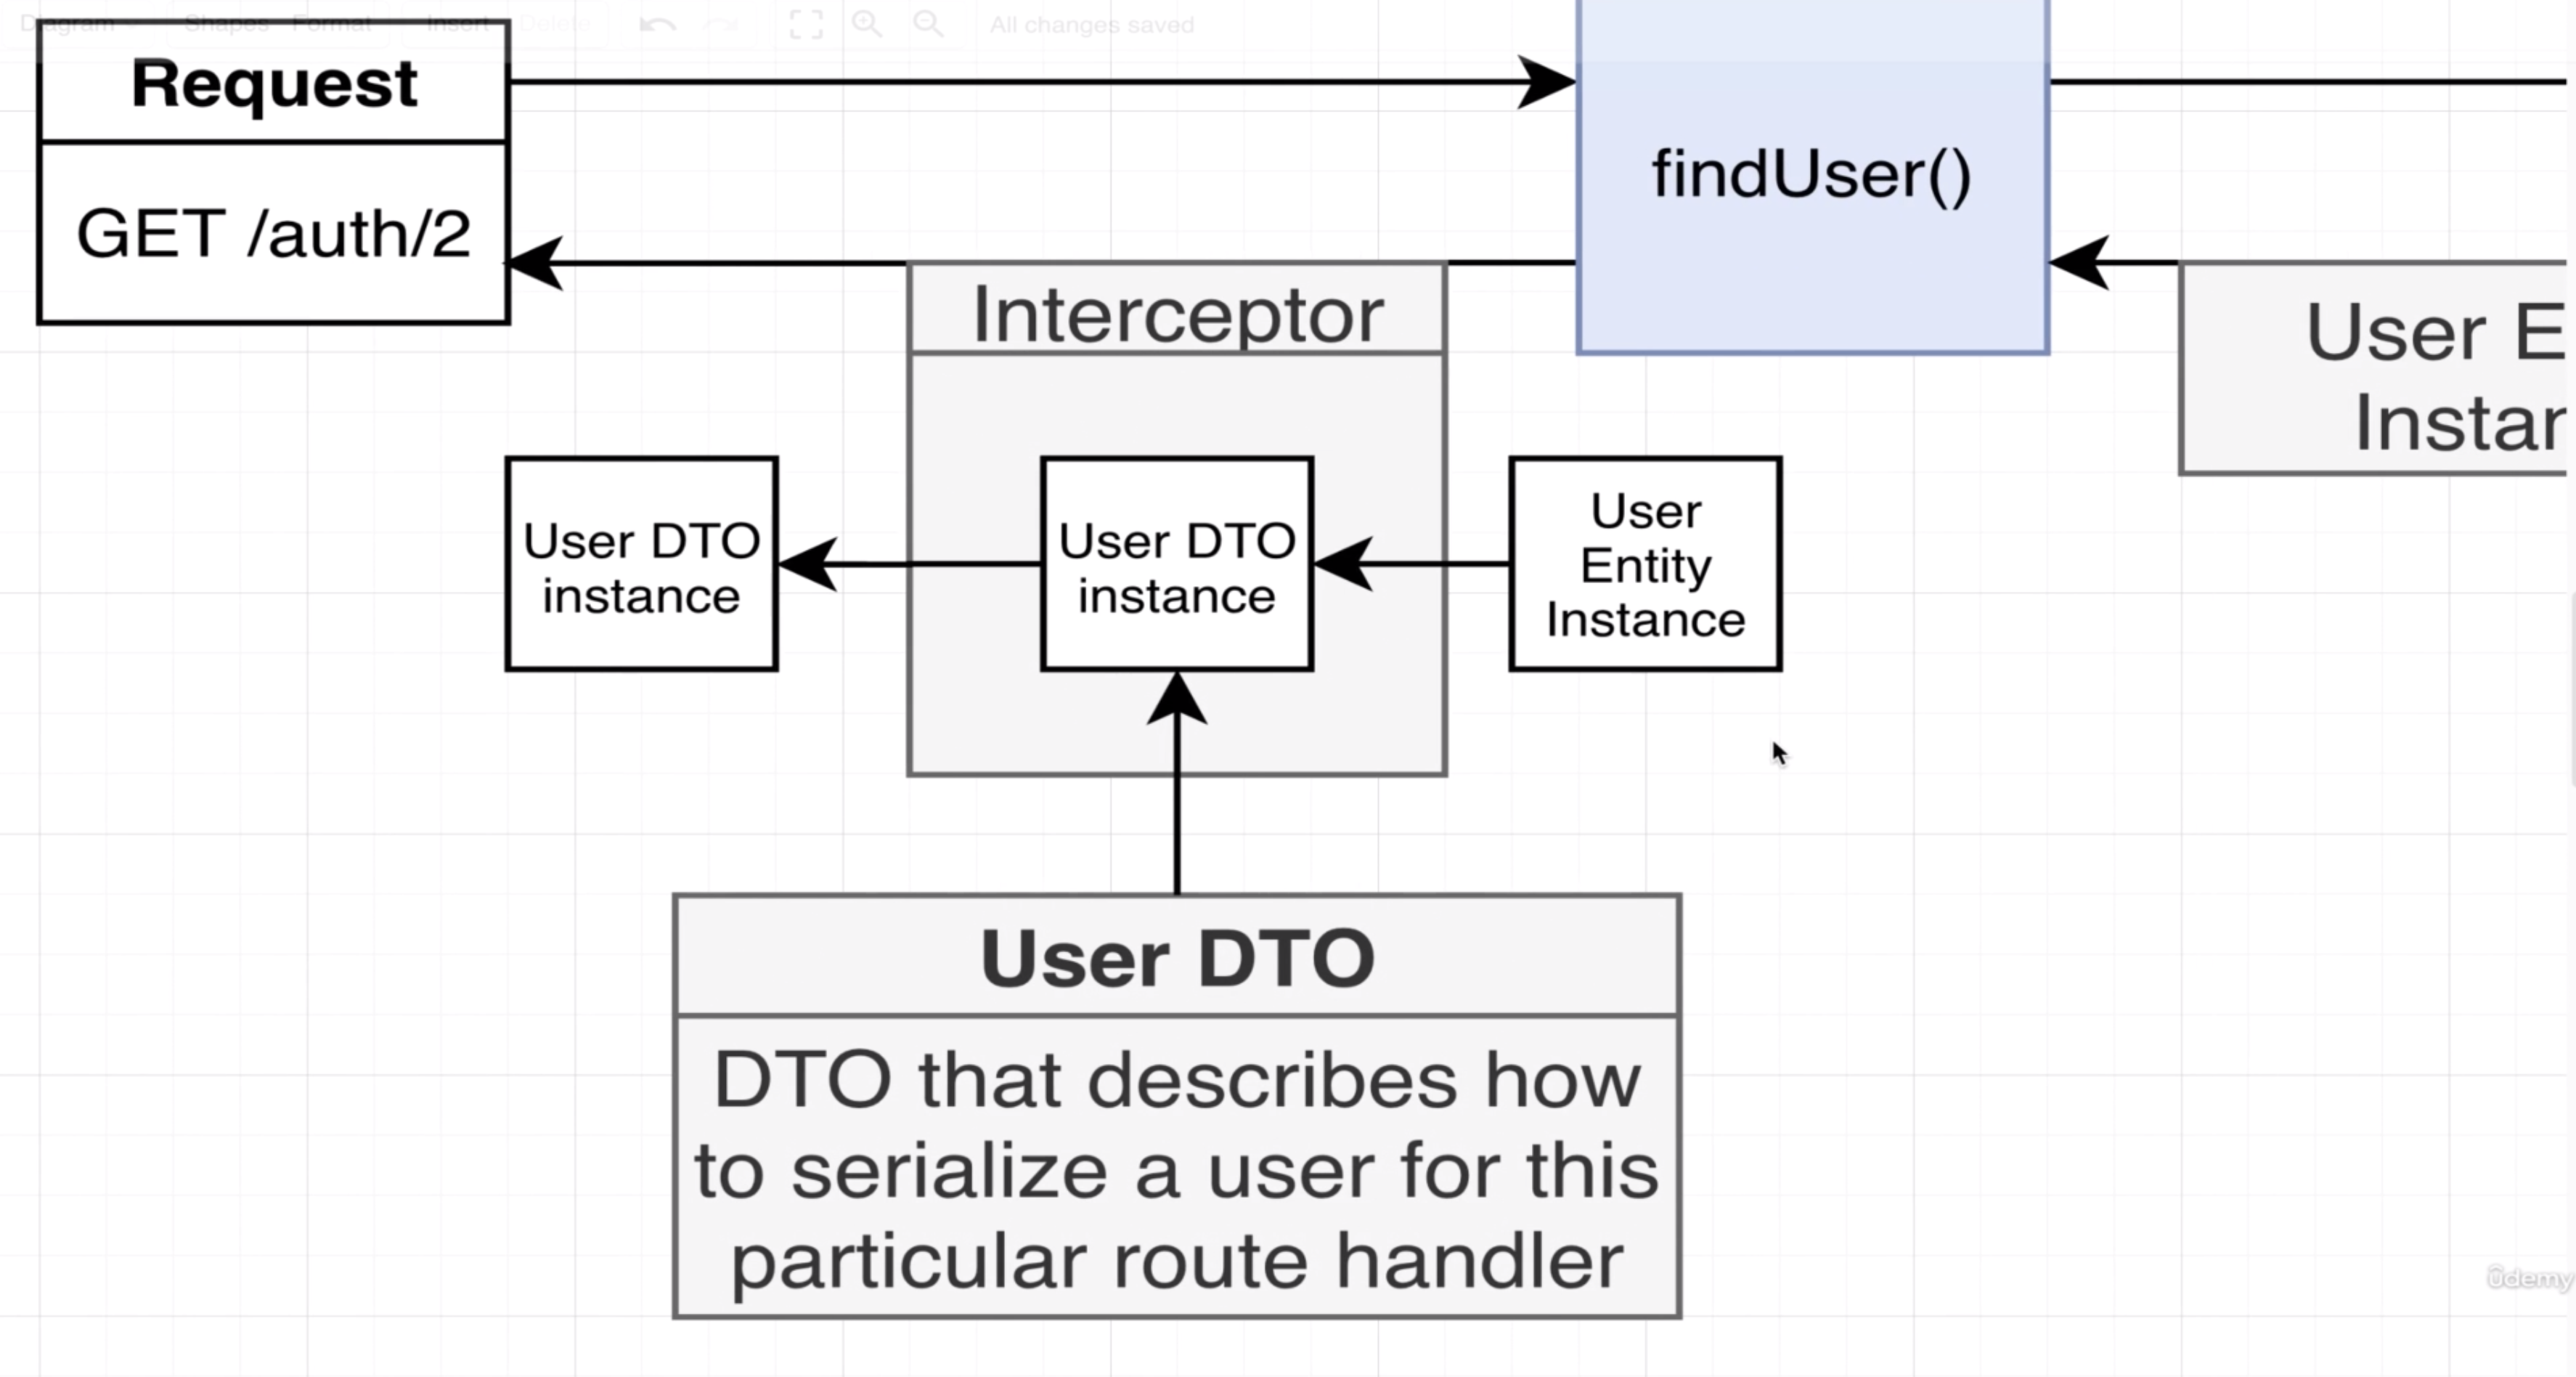 Diagram Shapes Format Insert Delete All changes saved
Request
GET /auth/2
findUser()
Interceptor
User E
Instar
User DTO
instance
User DTO
instance
User
Entity
Instance
User DTO
DTO that describes how
to serialize a user for this
particular route handler
ûdemy